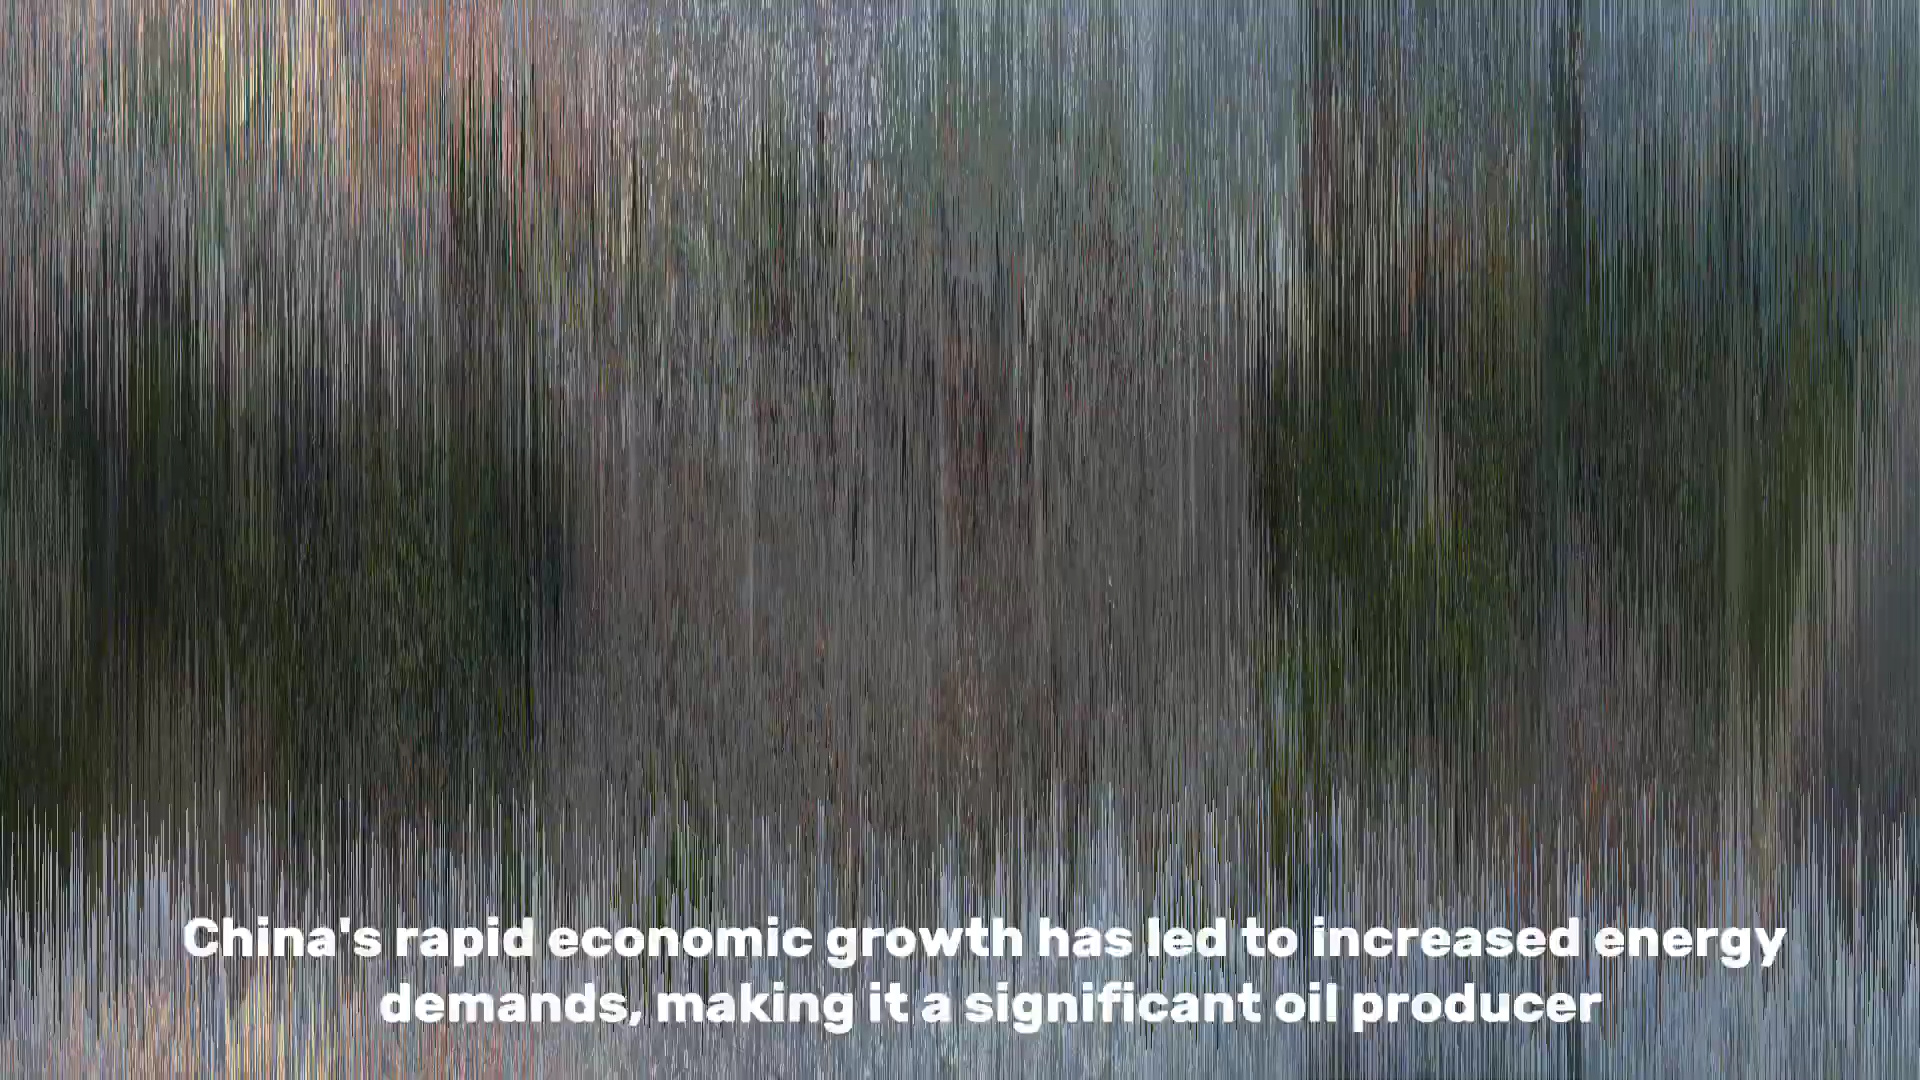 China's rapid economic growth has led to increased energy
demands, making it a significant oil producer